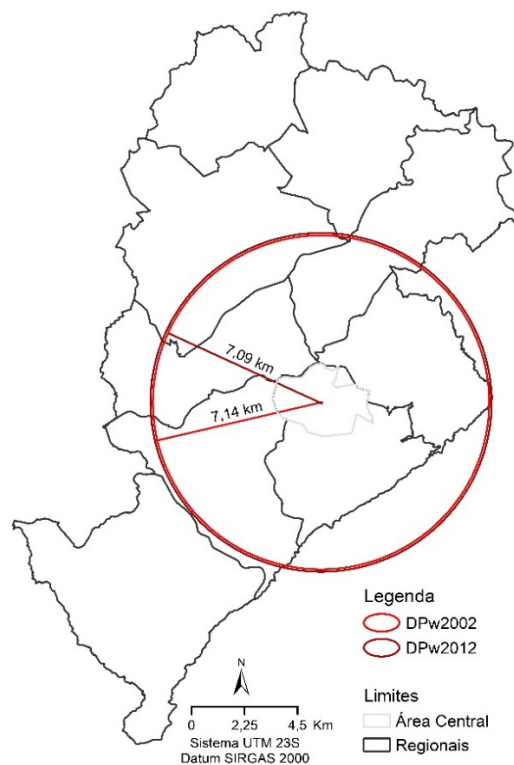 7,09 km
7,14 km
Legenda
DPw2002
DPw2012
N
0 2,25 4,5 Km
Sistema UTM 23S
Datum SIRGAS 2000
Limites
Área Central
Regionais